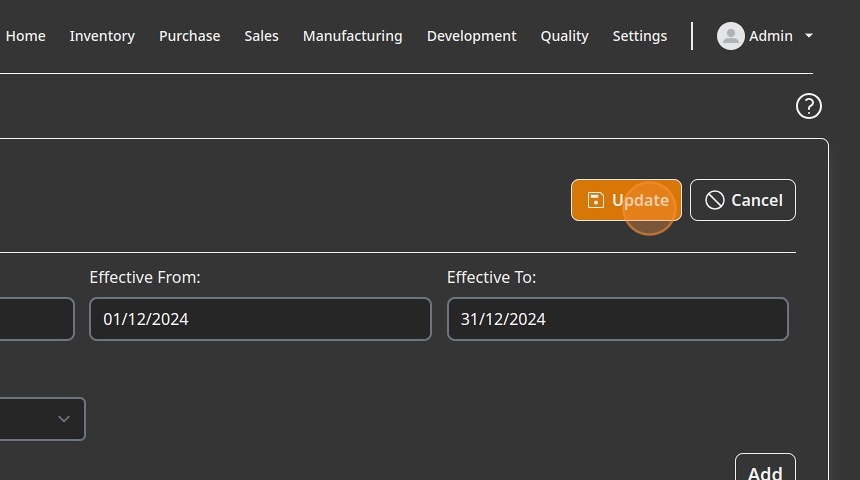 Home Inventory Purchase Sales Manufacturing Development Quality Settings Admin
Update Cancel
Effective From: Effective To:
01/12/2024 31/12/2024
Add